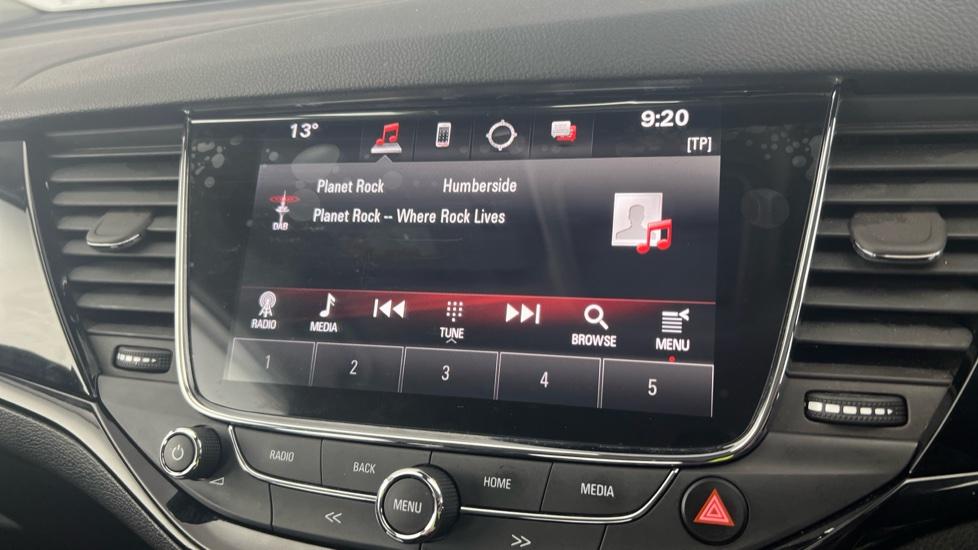 13°
9:20
[TP]
Planet Rock Humberside
DAB
Planet Rock -- Where Rock Lives
RADIO MEDIA TUNE BROWSE MENU
1 2 3 4 5
RADIO BACK HOME MEDIA
MENU